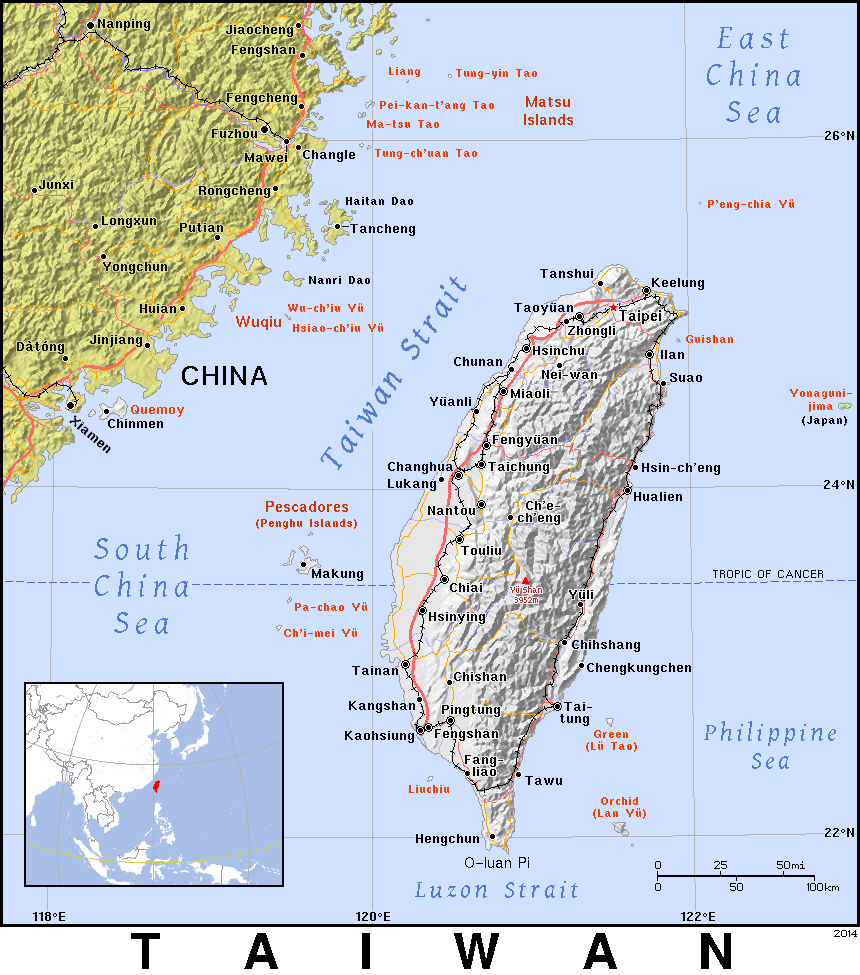 Nanping
Jiaocheng
Fengshan
Liang
Tung-yin Tao
East
China
Sea
Fengcheng
Pei-kan-t'ang Tao
Matsu
Islands
Ma-tsu Tao
Fuzhou
26°N
Mawei
Changle
Tung-ch'uan Tao
Junxi
Rongcheng
Haitan Dao
P'eng-chia Yü
Longxun
Putian
Tancheng
Yongchun
Nanri Dao
Tanshui
Keelung
Huian
Wu-ch'iu Yü
Wuqiu
Hsiao-ch'iu Yü
Taoyüan
Taipei
Zhongli
Dàtóng
Jinjiang
Guishan
Hsinchu
Ilan
Chunan
Nei-wan
Suao
CHINA
Taiwan Strait
Miaoli
Yonaguni-
jima
(Japan)
Yüanli
Quemoy
Chinmen
Xiamen
Fengyüan
Changhua
Taichung
Hsin-ch'eng
Lukang
24°N
Hualien
Pescadores
(Penghu Islands)
Nantou
Ch'e-
ch'eng
South
China
Sea
Touliu
Makung
TROPIC OF CANCER
Chiai
Yü Shan
3952m
Yüli
Pa-chao Yü
Hsinying
Ch'i-mei Yü
Chihshang
Tainan
Chengkungchen
Chishan
Kangshan
Pingtung
Tai-
tung
Kaohsiung
Fengshan
Green
(Lü Tao)
Philippine
Sea
Fang-
liao
Tawu
Liuchiu
Orchid
(Lan Yü)
Hengchun
22°N
O-luan Pi
0 25 50mi
0 50 100km
Luzon Strait
118°E
120°E
122°E
2014
TAIWAN